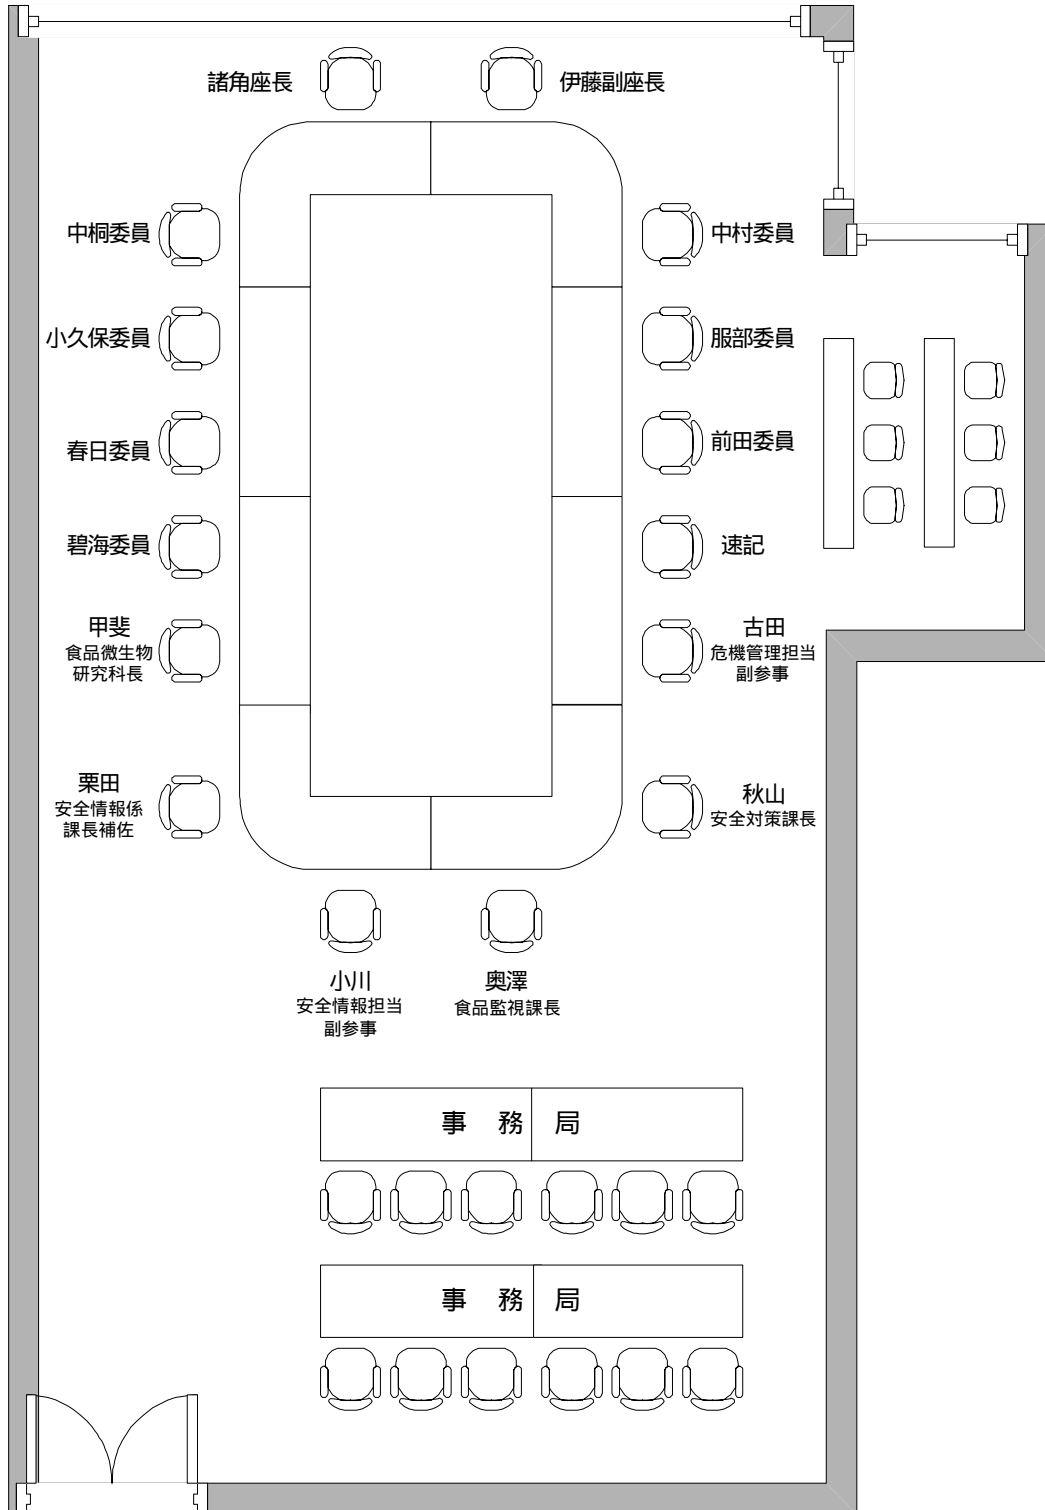 諸角座長
伊藤副座長
中桐委員
中村委員
小久保委員
服部委員
春日委員
前田委員
碧海委員
速記
甲斐
食品微生物
研究科長
古田
危機管理担当
副参事
栗田
安全情報係
課長補佐
秋山
安全対策課長
小川
安全情報担当
副参事
奥澤
食品監視課長
事 務 局
事 務 局